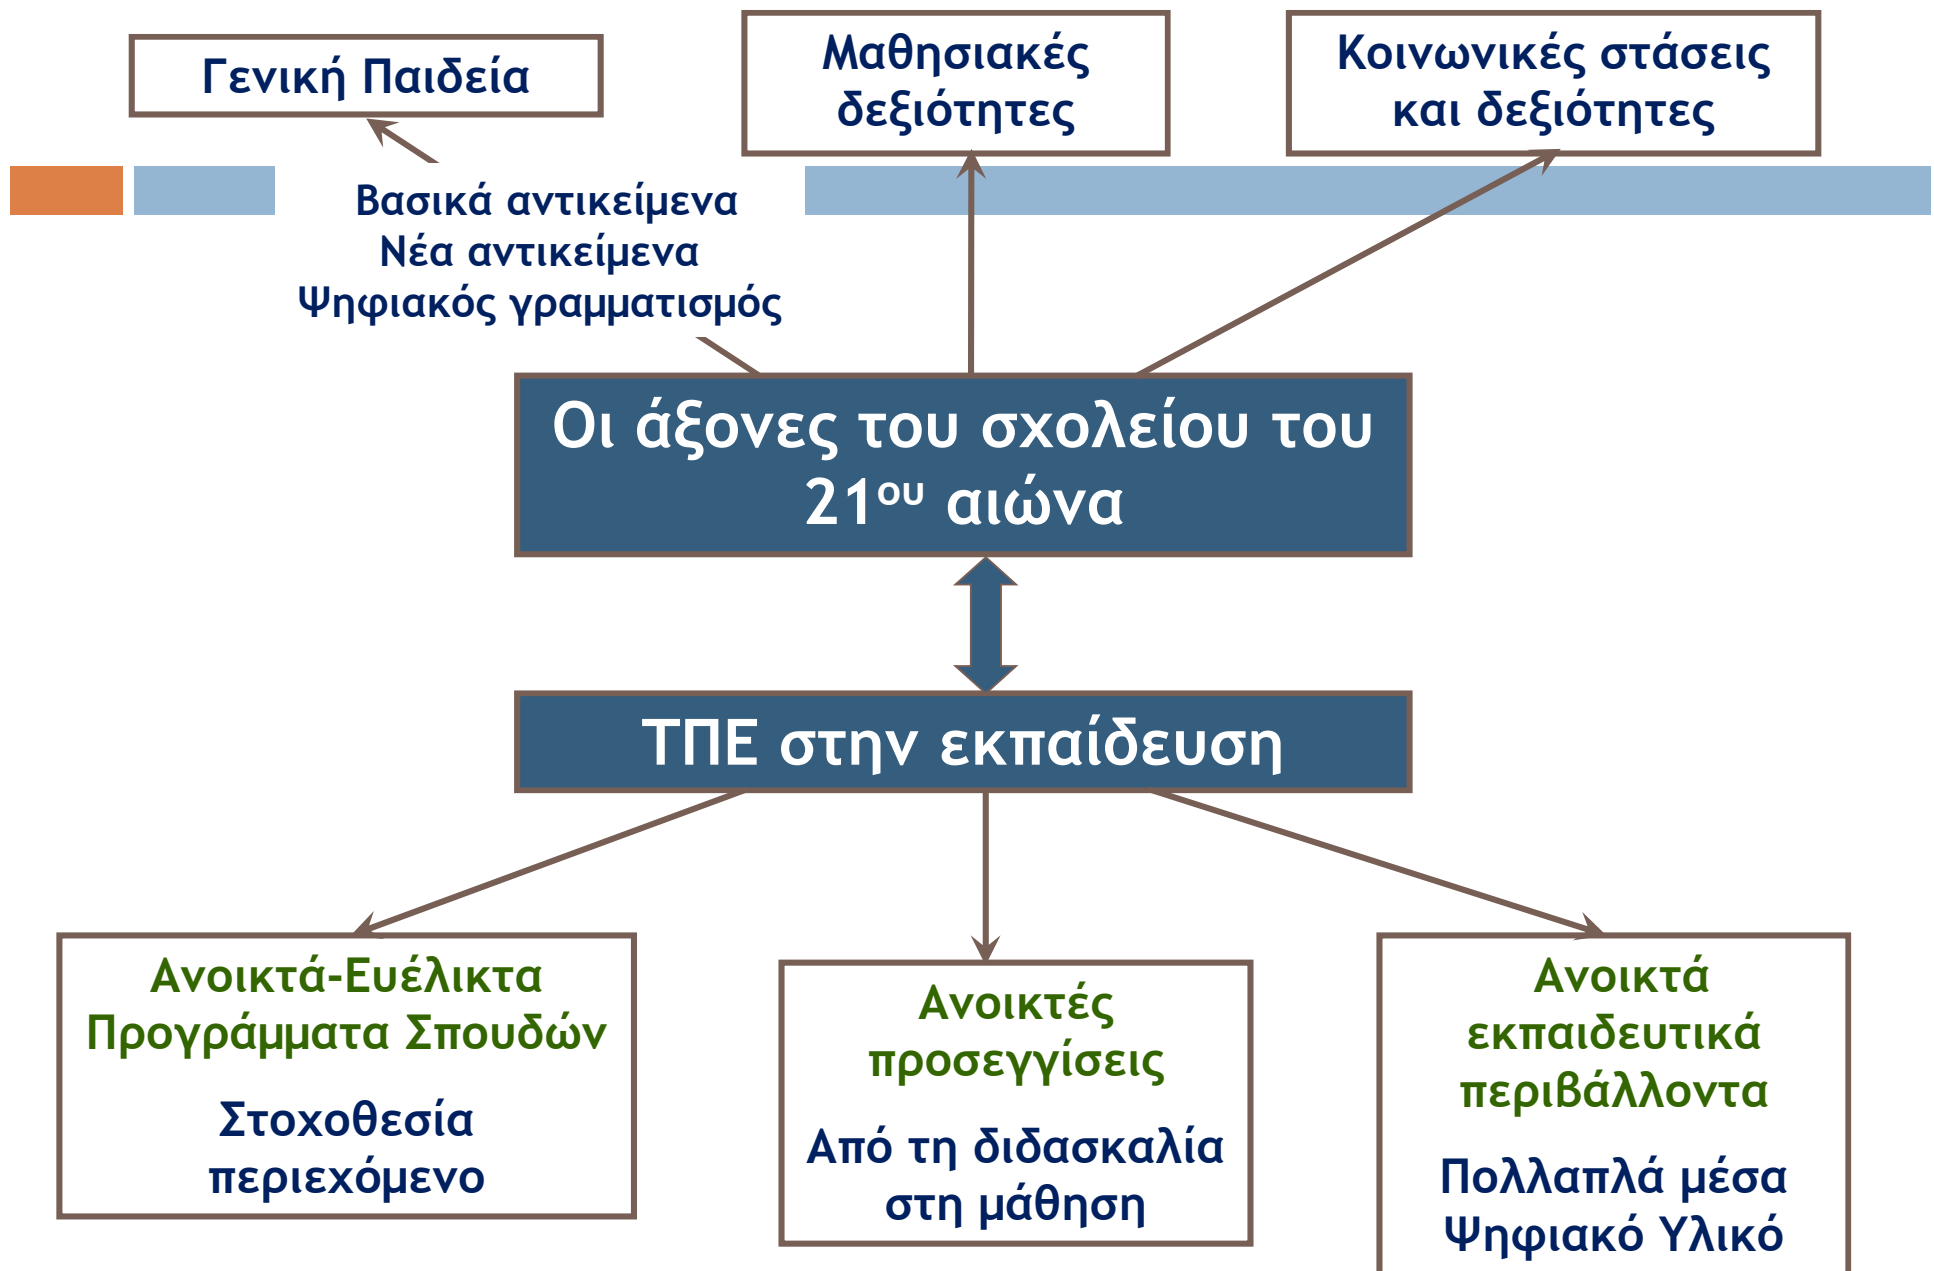 Γενική Παιδεία
Μαθησιακές
δεξιότητες
Κοινωνικές στάσεις
και δεξιότητες
Βασικά αντικείμενα
Νέα αντικείμενα
Ψηφιακός γραμματισμός
Οι άξονες του σχολείου του
21ου αιώνα
ΤΠΕ στην εκπαίδευση
Ανοικτά-Ευέλικτα
Προγράμματα Σπουδών
Στοχοθεσία
περιεχόμενο
Ανοικτές
προσεγγίσεις
Από τη διδασκαλία
στη μάθηση
Ανοικτά
εκπαιδευτικά
περιβάλλοντα
Πολλαπλά μέσα
Ψηφιακό Υλικό